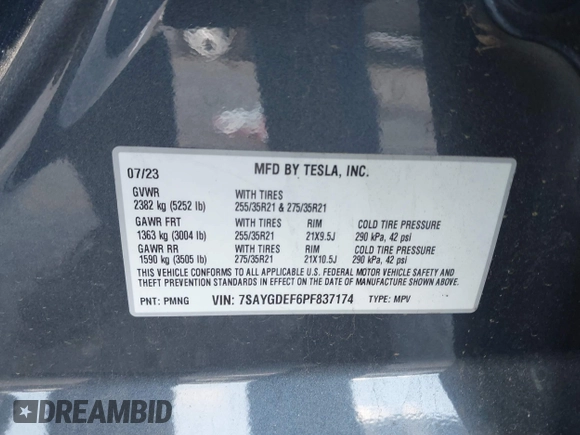 07/23 MFD BY TESLA, INC.
GVWR WITH TIRES
2382 kg (5252 lb) 255/35R21 & 275/35R21
GAWR FRT WITH TIRES RIM COLD TIRE PRESSURE
1363 kg (3004 lb) 255/35R21 21X9.5J 290 kPa, 42 psi
GAWR RR WITH TIRES RIM COLD TIRE PRESSURE
1590 kg (3505 lb) 275/35R21 21X10.5J 290 kPa, 42 psi
THIS VEHICLE CONFORMS TO ALL APPLICABLE U.S. FEDERAL MOTOR VEHICLE SAFETY AND
THEFT PREVENTION STANDARDS IN EFFECT ON THE DATE OF MANUFACTURE SHOWN ABOVE.
PNT: PMNG VIN: 7SAYGDEF6PF837174 TYPE: MPV
DREAMBID